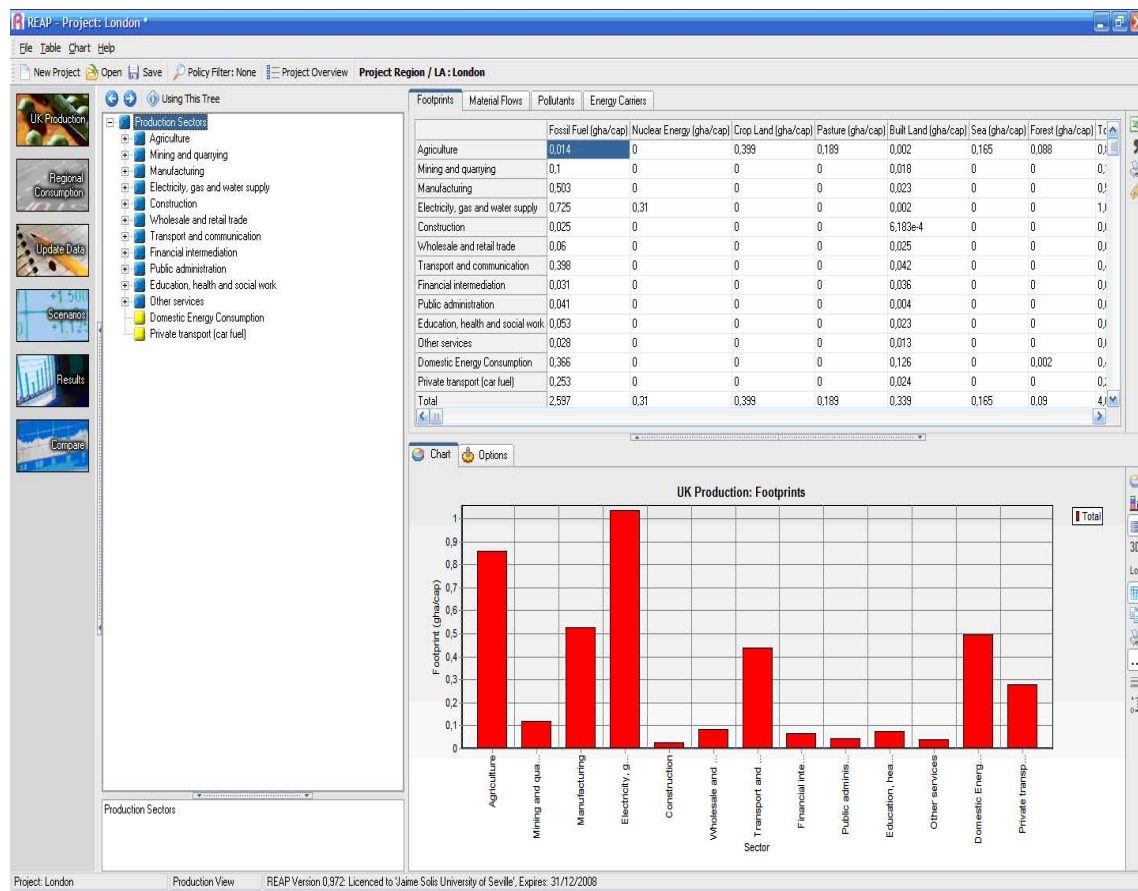 REAP - Project: London *
File Table Chart Help
New Project Open Save Policy Filter: None Project Overview Project Region / LA : London
UK Production
Regional Consumption
Update Data
Scenarios
Results
Compare
Using This Tree
Production Sectors
Agriculture
Mining and quarrying
Manufacturing
Electricity, gas and water supply
Construction
Wholesale and retail trade
Transport and communication
Financial intermediation
Public administration
Education, health and social work
Other services
Domestic Energy Consumption
Private transport (car fuel)
Production Sectors
Footprints Material Flows Pollutants Energy Carriers
Fossil Fuel (gha/cap) Nuclear Energy (gha/cap) Crop Land (gha/cap) Pasture (gha/cap) Built Land (gha/cap) Sea (gha/cap) Forest (gha/cap)
Agriculture 0,014 0 0,399 0,189 0,002 0,165 0,088
Mining and quarrying 0,1 0 0 0 0,018 0 0
Manufacturing 0,503 0 0 0 0,023 0 0
Electricity, gas and water supply 0,725 0,31 0 0 0,002 0 0
Construction 0,025 0 0 0 6,183e-4 0 0
Wholesale and retail trade 0,06 0 0 0 0,025 0 0
Transport and communication 0,398 0 0 0 0,042 0 0
Financial intermediation 0,031 0 0 0 0,036 0 0
Public administration 0,041 0 0 0 0,004 0 0
Education, health and social work 0,053 0 0 0 0,023 0 0
Other services 0,028 0 0 0 0,013 0 0
Domestic Energy Consumption 0,366 0 0 0 0,126 0 0,002
Private transport (car fuel) 0,253 0 0 0 0,024 0 0
Total 2,597 0,31 0,399 0,189 0,339 0,165 0,09
Chart Options
UK Production: Footprints
Total
Footprint (gha/cap)
1
0,9
0,8
0,7
0,6
0,5
0,4
0,3
0,2
0,1
0
Agriculture
Mining and qua...
Manufacturing
Electricity, g...
Construction
Wholesale and ...
Transport and ...
Financial inte...
Public adminis...
Education, hea...
Other services
Domestic Energ...
Private transp...
Sector
Project: London Production View REAP Version 0,972: Licenced to 'Jaime Solis University of Seville', Expires: 31/12/2008